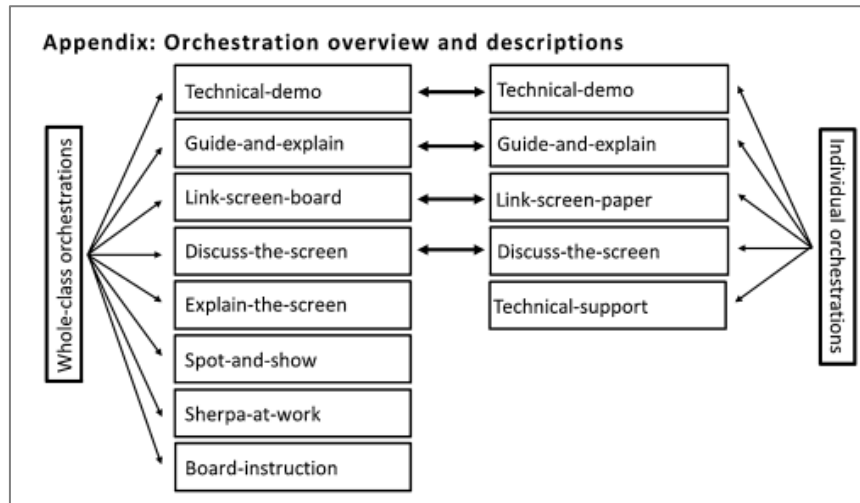 Appendix: Orchestration overview and descriptions
Whole-class orchestrations
Technical-demo
Guide-and-explain
Link-screen-board
Discuss-the-screen
Explain-the-screen
Spot-and-show
Sherpa-at-work
Board-instruction
Technical-demo
Guide-and-explain
Link-screen-paper
Discuss-the-screen
Technical-support
Individual orchestrations